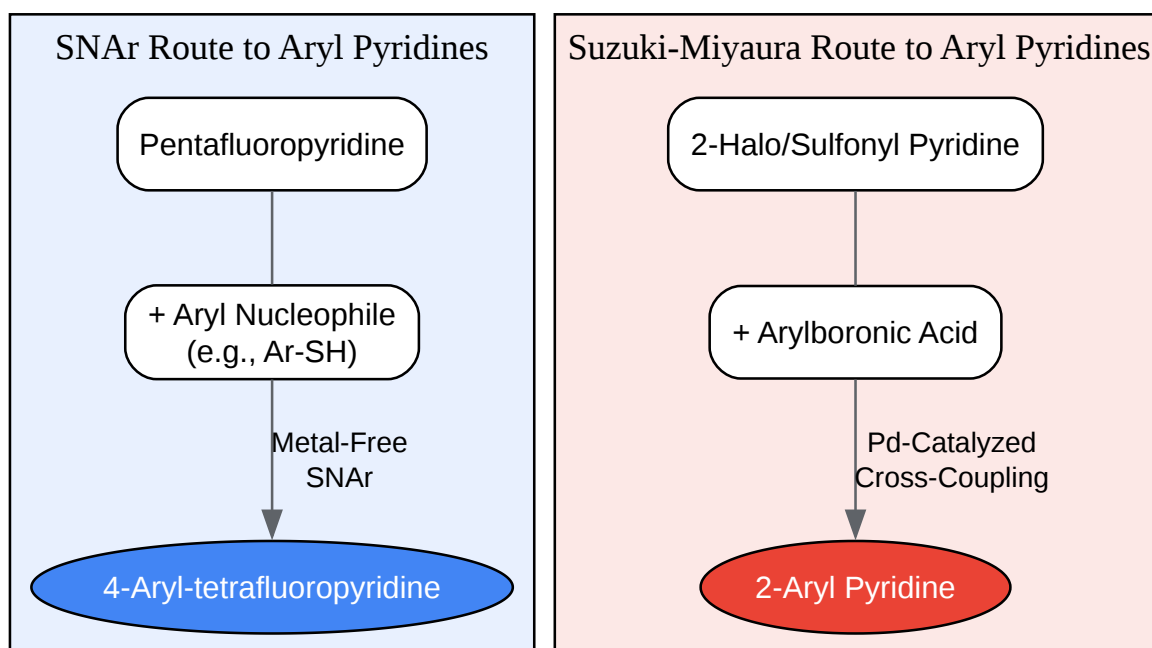 SNAr Route to Aryl Pyridines
Pentafluoropyridine
+ Aryl Nucleophile
(e.g., Ar-SH)
Metal-Free
SNAr
4-Aryl-tetrafluoropyridine
Suzuki-Miyaura Route to Aryl Pyridines
2-Halo/Sulfonyl Pyridine
+ Arylboronic Acid
Pd-Catalyzed
Cross-Coupling
2-Aryl Pyridine